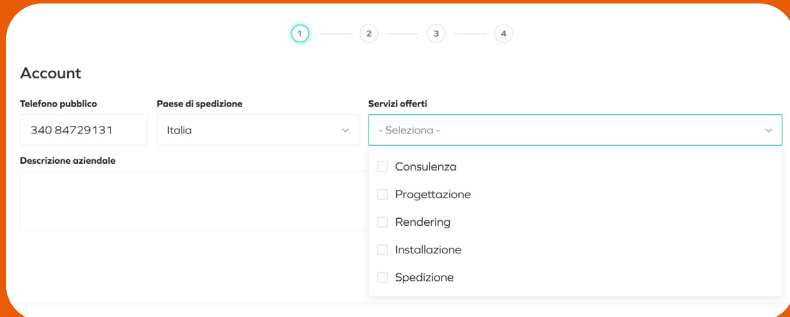 1 2 3 4
Account
Telefono pubblico Paese di spedizione Servizi offerti
340 84729131 Italia - Seleziona -
Descrizione aziendale
Consulenza
Progettazione
Rendering
Installazione
Spedizione